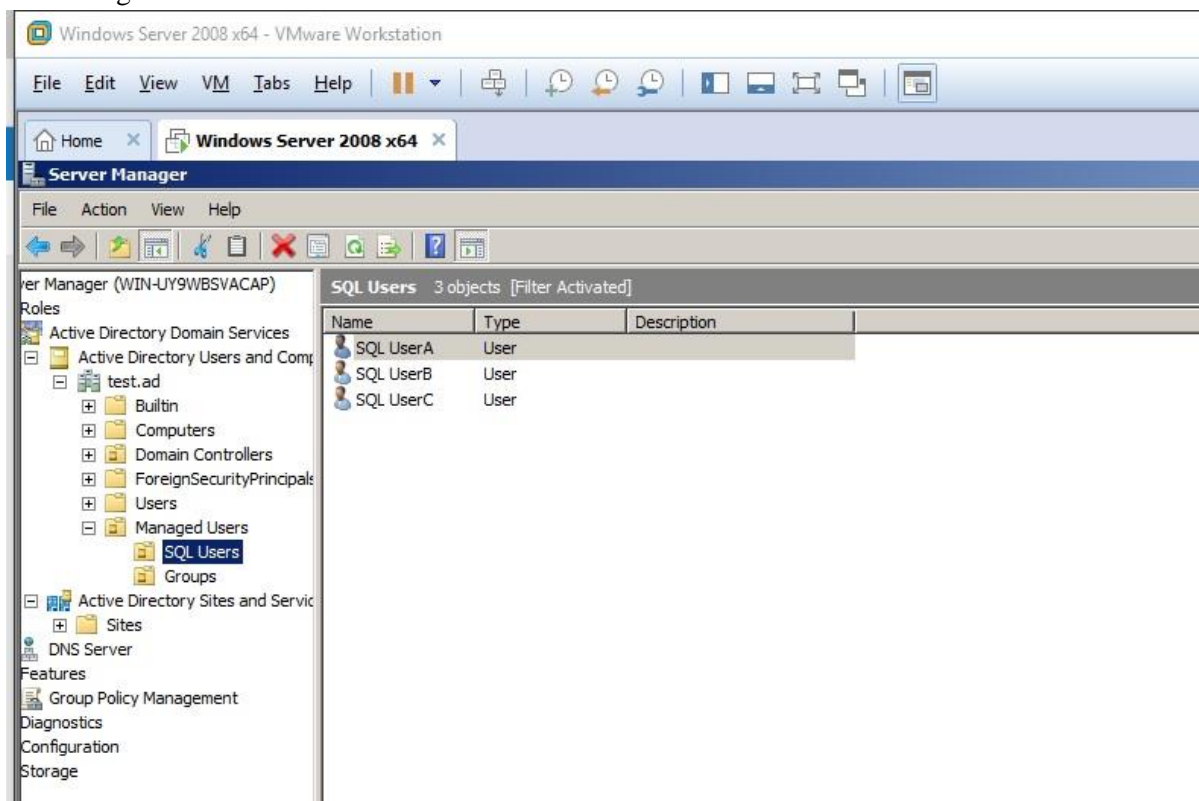 Windows Server 2008 x64 - VMware Workstation
File Edit View VM Tabs Help
Home Windows Server 2008 x64
Server Manager
File Action View Help
ver Manager (WIN-UY9WBSVACAP)
Roles
Active Directory Domain Services
Active Directory Users and Comp
test.ad
Builtin
Computers
Domain Controllers
ForeignSecurityPrincipals
Users
Managed Users
SQL Users
Groups
Active Directory Sites and Servic
Sites
DNS Server
Features
Group Policy Management
Diagnostics
Configuration
Storage
SQL Users 3 objects [Filter Activated]
Name Type Description
SQL UserA User
SQL UserB User
SQL UserC User